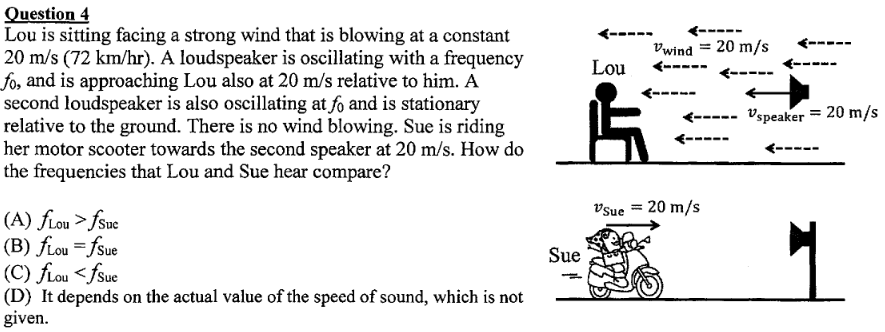 Question 4
Lou is sitting facing a strong wind that is blowing at a constant
20 m/s (72 km/hr). A loudspeaker is oscillating with a frequency
f0, and is approaching Lou also at 20 m/s relative to him. A
second loudspeaker is also oscillating at f0 and is stationary
relative to the ground. There is no wind blowing. Sue is riding
her motor scooter towards the second speaker at 20 m/s. How do
the frequencies that Lou and Sue hear compare?
(A) fLou > fSue
(B) fLou = fSue
(C) fLou < fSue
(D) It depends on the actual value of the speed of sound, which is not
given.
vwind = 20 m/s
Lou
vspeaker = 20 m/s
vSue = 20 m/s
Sue